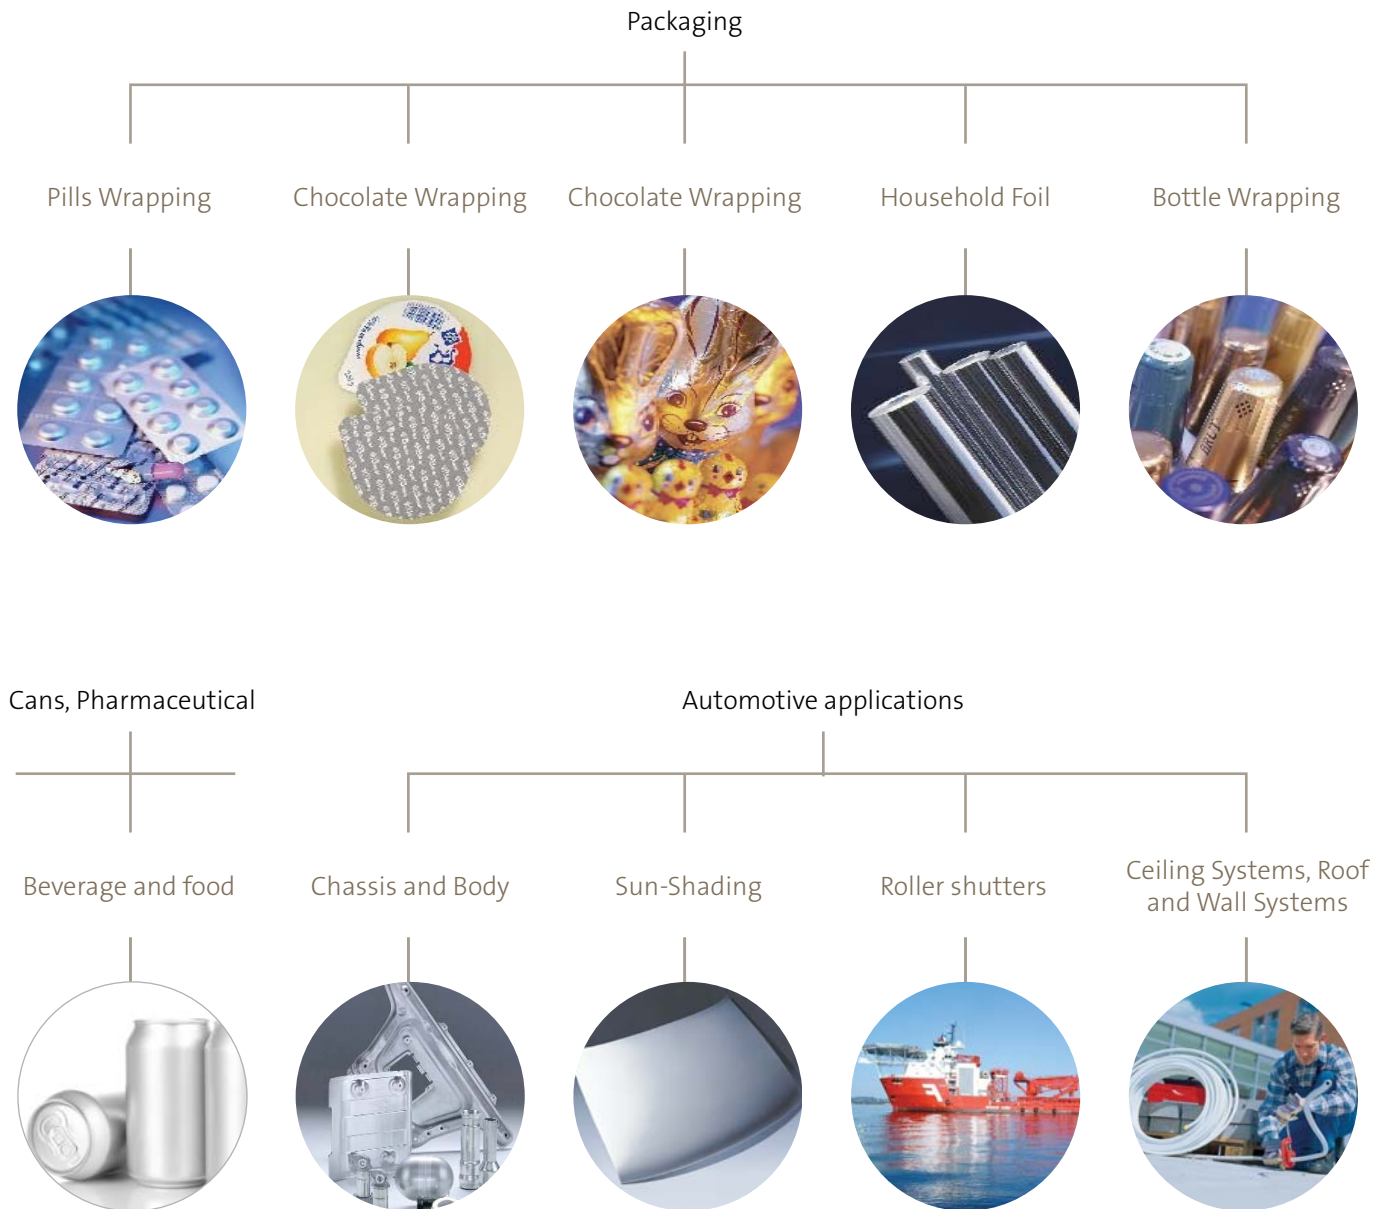 Packaging
Pills Wrapping
Chocolate Wrapping
Chocolate Wrapping
Household Foil
Bottle Wrapping
Cans, Pharmaceutical
Automotive applications
Beverage and food
Chassis and Body
Sun-Shading
Roller shutters
Ceiling Systems, Roof
and Wall Systems